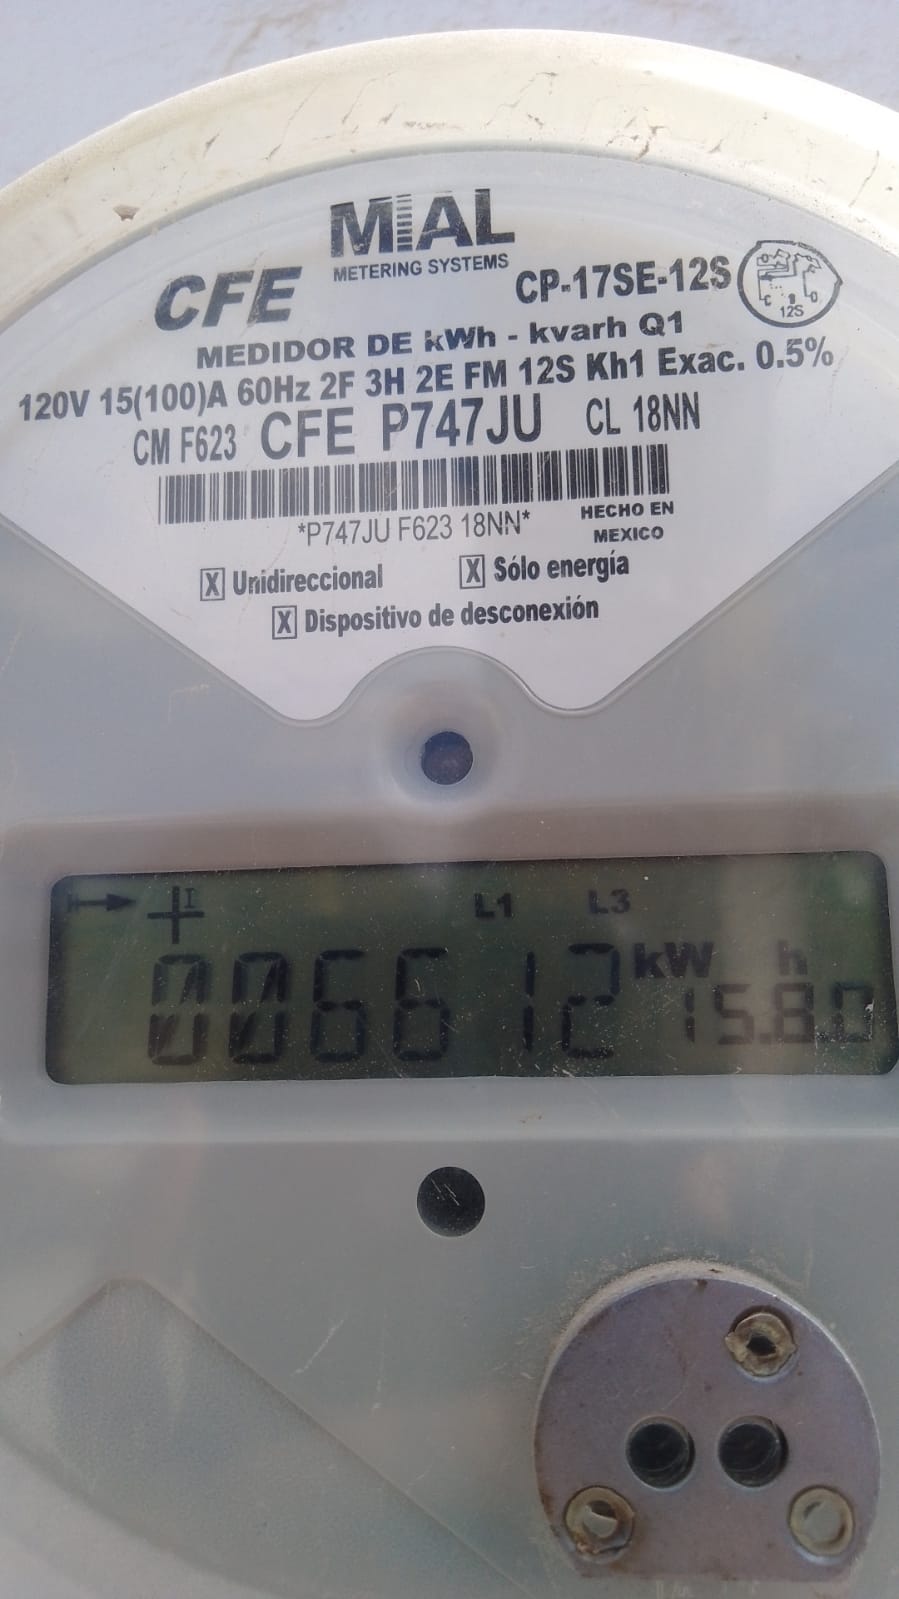 MIAL
METERING SYSTEMS
CFE
CP-17SE-12S
C 12S
MEDIDOR DE kWh - kvarh Q1
120V 15(100)A 60Hz 2F 3H 2E FM 12S Kh1 Exac. 0.5%
CM F623 CFE P747JU CL 18NN
*P747JU F623 18NN*
HECHO EN
MEXICO
X Unidireccional X Sólo energía
X Dispositivo de desconexión
L1 L3
006612 kW h 15.8.0